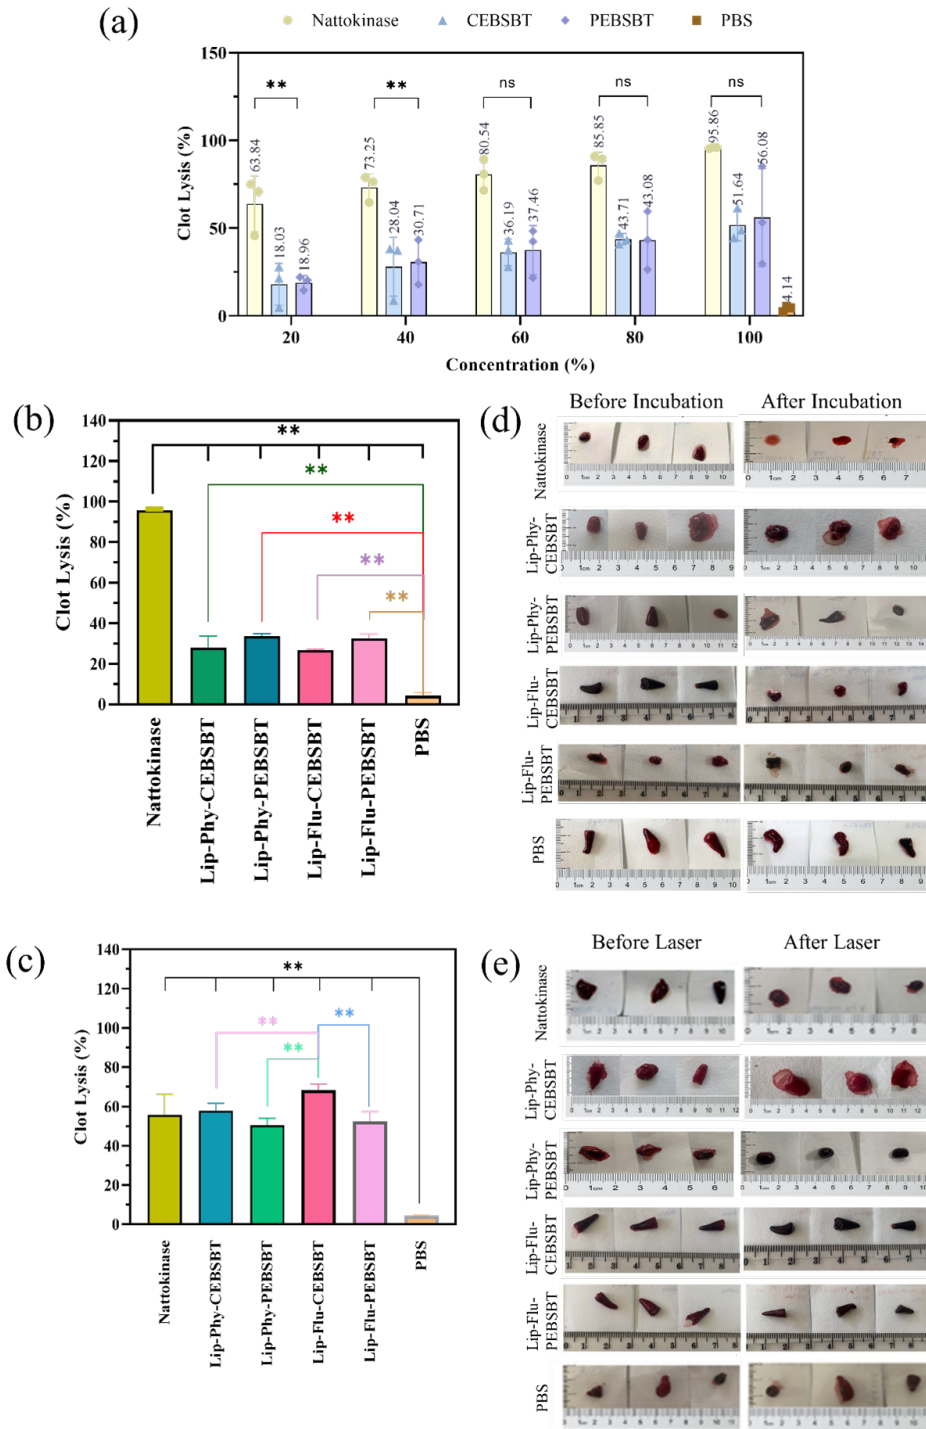 (a)
Nattokinase CEBSBT PEBSBT PBS
150
100
50
0
Clot Lysis (%)
** ** ns ns ns
63.84 18.03 18.96 73.25 28.04 30.71 80.54 36.19 37.46 85.85 43.71 43.08 95.86 51.64 56.08 4.14
20 40 60 80 100
Concentration (%)
(b)
140
120
100
80
60
40
20
0
Clot Lysis (%)
**
**
**
**
**
Nattokinase
Lip-Phy-CEBSBT
Lip-Phy-PEBSBT
Lip-Flu-CEBSBT
Lip-Flu-PEBSBT
PBS
(d)
Before Incubation After Incubation
Nattokinase
Lip-Phy-
CEBSBT
Lip-Phy-
PEBSBT
Lip-Flu-
CEBSBT
Lip-Flu-
PEBSBT
PBS
(c)
140
120
100
80
60
40
20
0
Clot Lysis (%)
**
**
**
**
Nattokinase
Lip-Phy-CEBSBT
Lip-Phy-PEBSBT
Lip-Flu-CEBSBT
Lip-Flu-PEBSBT
PBS
(e)
Before Laser After Laser
Nattokinase
Lip-Phy-
CEBSBT
Lip-Phy-
PEBSBT
Lip-Flu-
CEBSBT
Lip-Flu-
PEBSBT
PBS